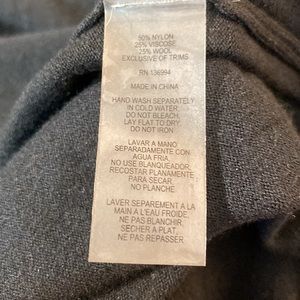 50% NYLON
25% VISCOSE
25% WOOL
EXCLUSIVE OF TRIMS
RN 136994
MADE IN CHINA
HAND WASH SEPARATELY
IN COLD WATER,
DO NOT BLEACH,
LAY FLAT TO DRY,
DO NOT IRON
LAVAR A MANO
SEPARADAMENTE CON
AGUA FRIA,
NO USE BLANQUEADOR,
RECOSTAR PLANAMENTE
PARA SECAR,
NO PLANCHE.
LAVER SEPAREMENT A LA
MAIN A L'EAU FROIDE,
NE PAS BLANCHIR,
SECHER A PLAT,
NE PAS REPASSER